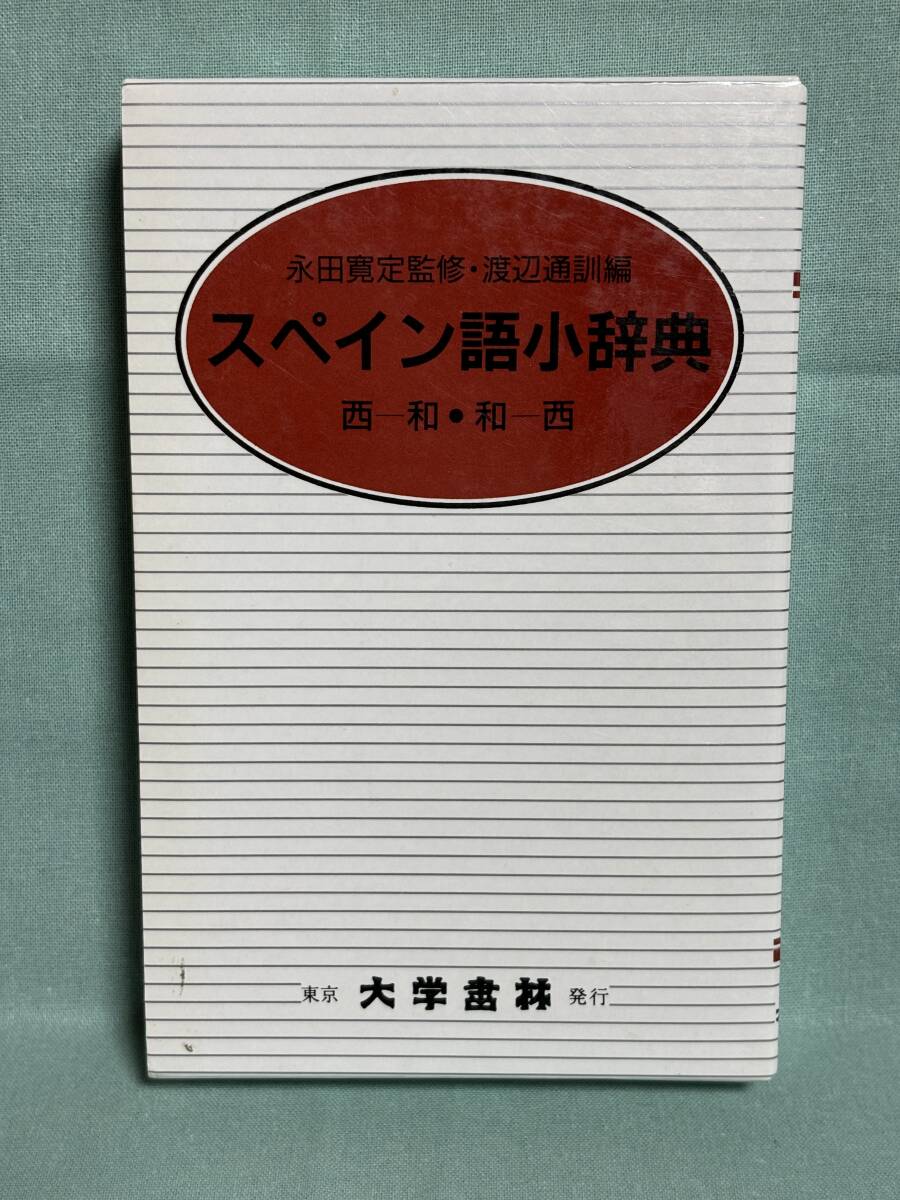 永田寛定監修・渡辺通訓編
スペイン語小辞典
西―和●和―西
東京 大学書林 発行